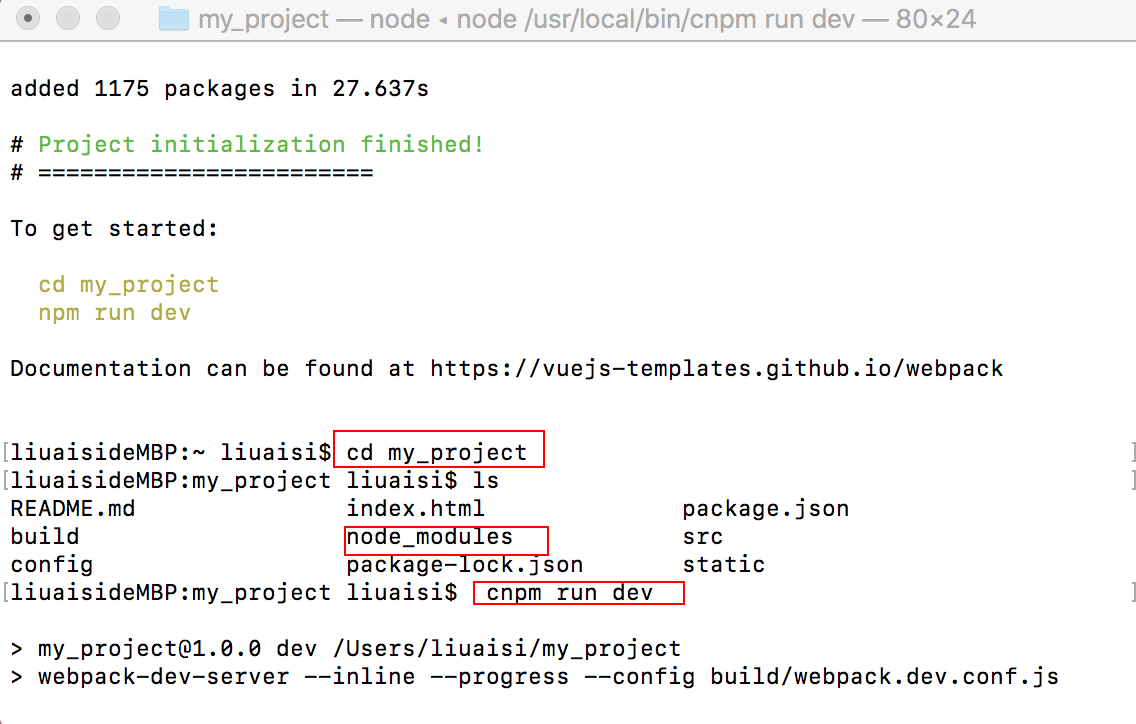 my_project — node ◂ node /usr/local/bin/cnpm run dev — 80×24
added 1175 packages in 27.637s
# Project initialization finished!
# ========================
To get started:
cd my_project
npm run dev
Documentation can be found at https://vuejs-templates.github.io/webpack
[liuaisideMBP:~ liuaisi$ cd my_project ]
[liuaisideMBP:my_project liuaisi$ ls ]
README.md index.html package.json
build node_modules src
config package-lock.json static
[liuaisideMBP:my_project liuaisi$ cnpm run dev ]
> my_project@1.0.0 dev /Users/liuaisi/my_project
> webpack-dev-server --inline --progress --config build/webpack.dev.conf.js